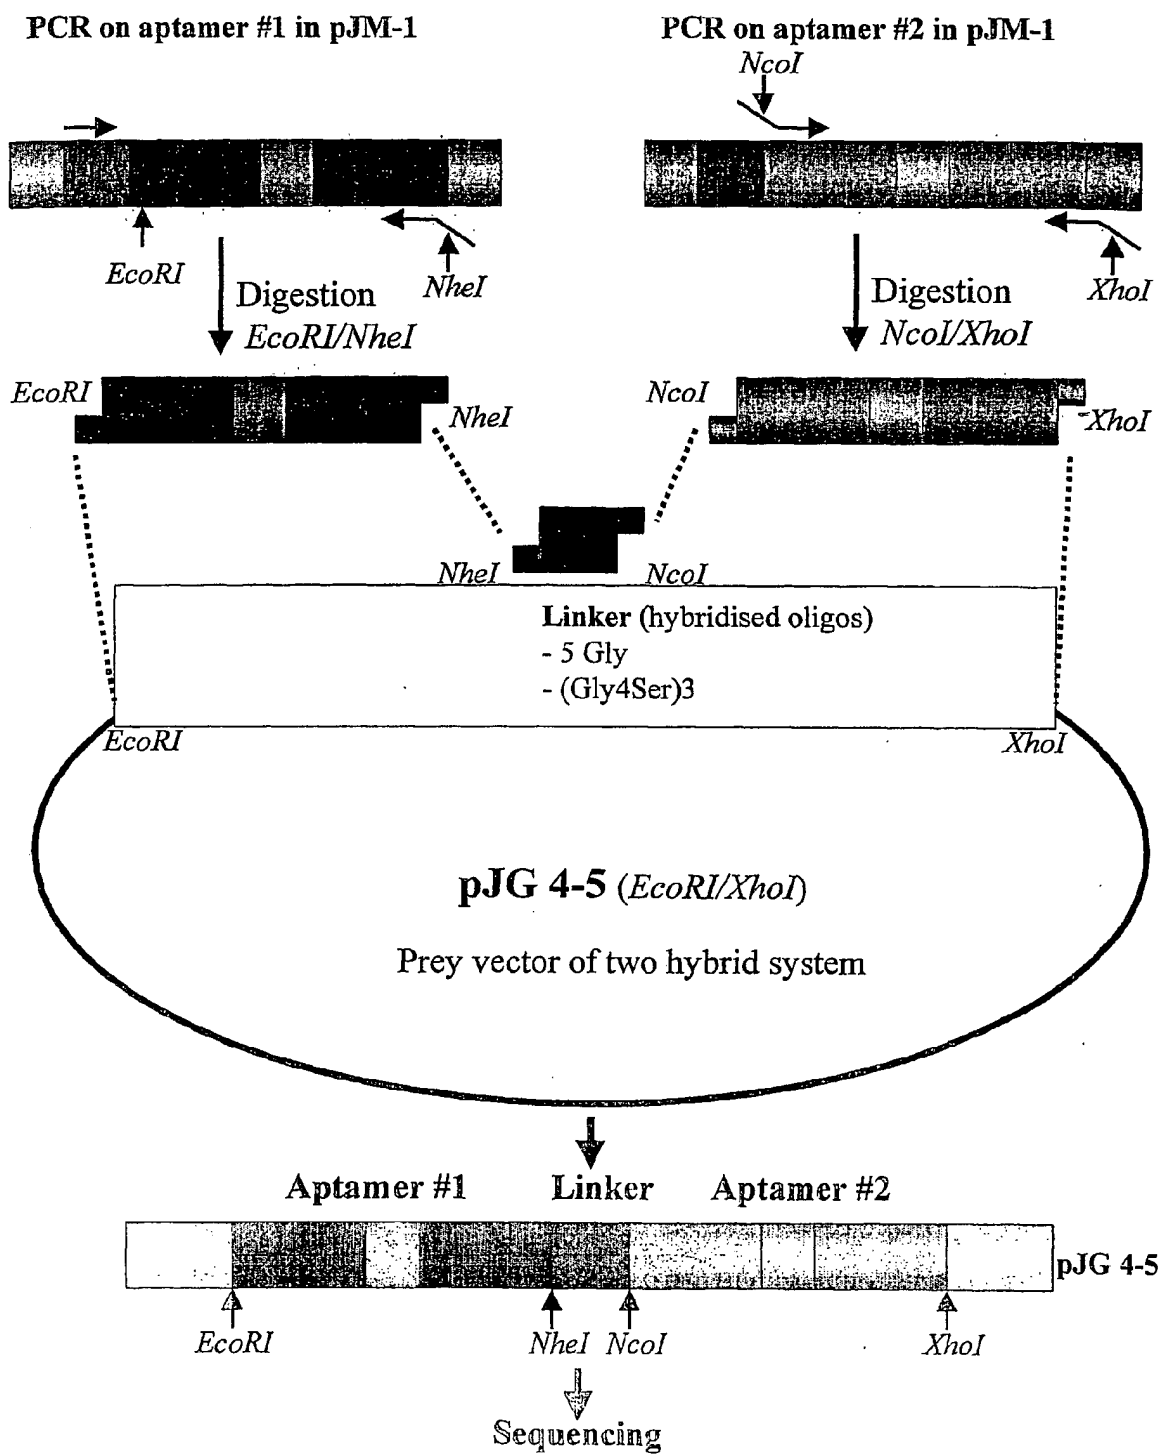 PCR on aptamer #1 in pJM-1
PCR on aptamer #2 in pJM-1
NcoI
EcoRI
NheI
XhoI
Digestion
EcoRI/NheI
Digestion
NcoI/XhoI
EcoRI
NheI
NcoI
XhoI
NheI
NcoI
Linker (hybridised oligos)
- 5 Gly
- (Gly4Ser)3
EcoRI
XhoI
pJG 4-5 (EcoRI/XhoI)
Prey vector of two hybrid system
Aptamer #1
Linker
Aptamer #2
pJG 4-5
EcoRI
NheI
NcoI
XhoI
Sequencing